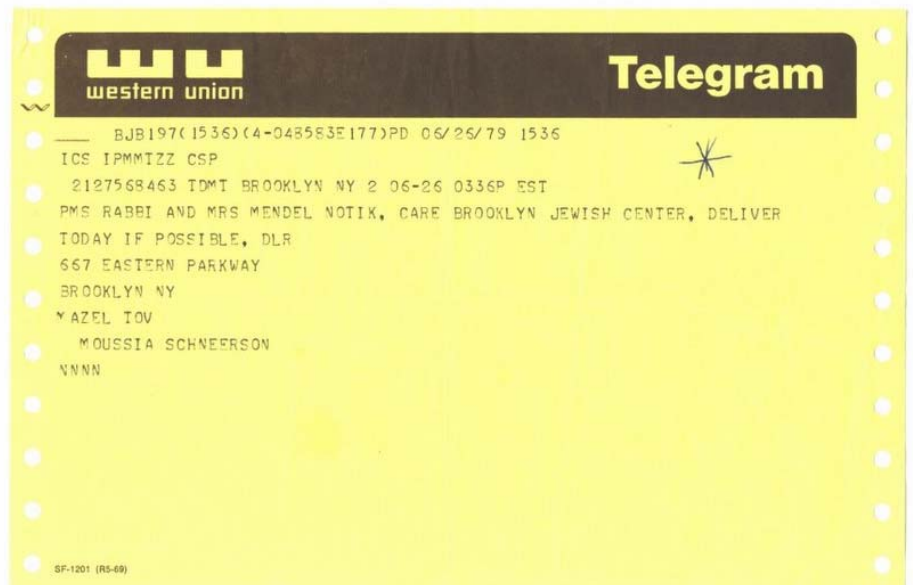 western union
Telegram
BJB197(1536)(4-048583E177)PD 06/26/79 1536
ICS IPMMTZZ CSP
2127568463 TDMT BROOKLYN NY 2 06-26 0336P EST
PMS RABBI AND MRS MENDEL NOTIK, CARE BROOKLYN JEWISH CENTER, DELIVER
TODAY IF POSSIBLE, DLR
667 EASTERN PARKWAY
BROOKLYN NY
MAZEL TOV
MOUSSIA SCHNEERSON
NNNN
SF-1201 (R5-69)